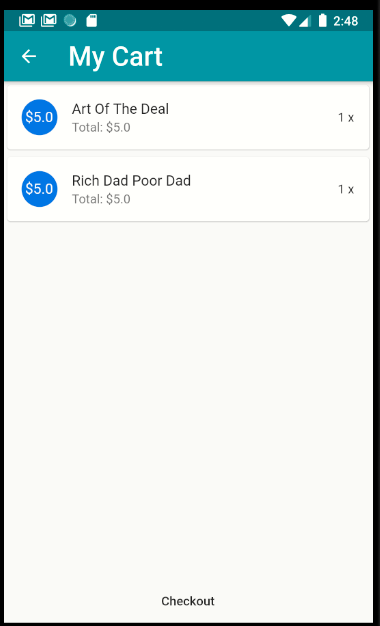 2:48
My Cart
$5.0
Art Of The Deal
Total: $5.0
1 x
$5.0
Rich Dad Poor Dad
Total: $5.0
1 x
Checkout